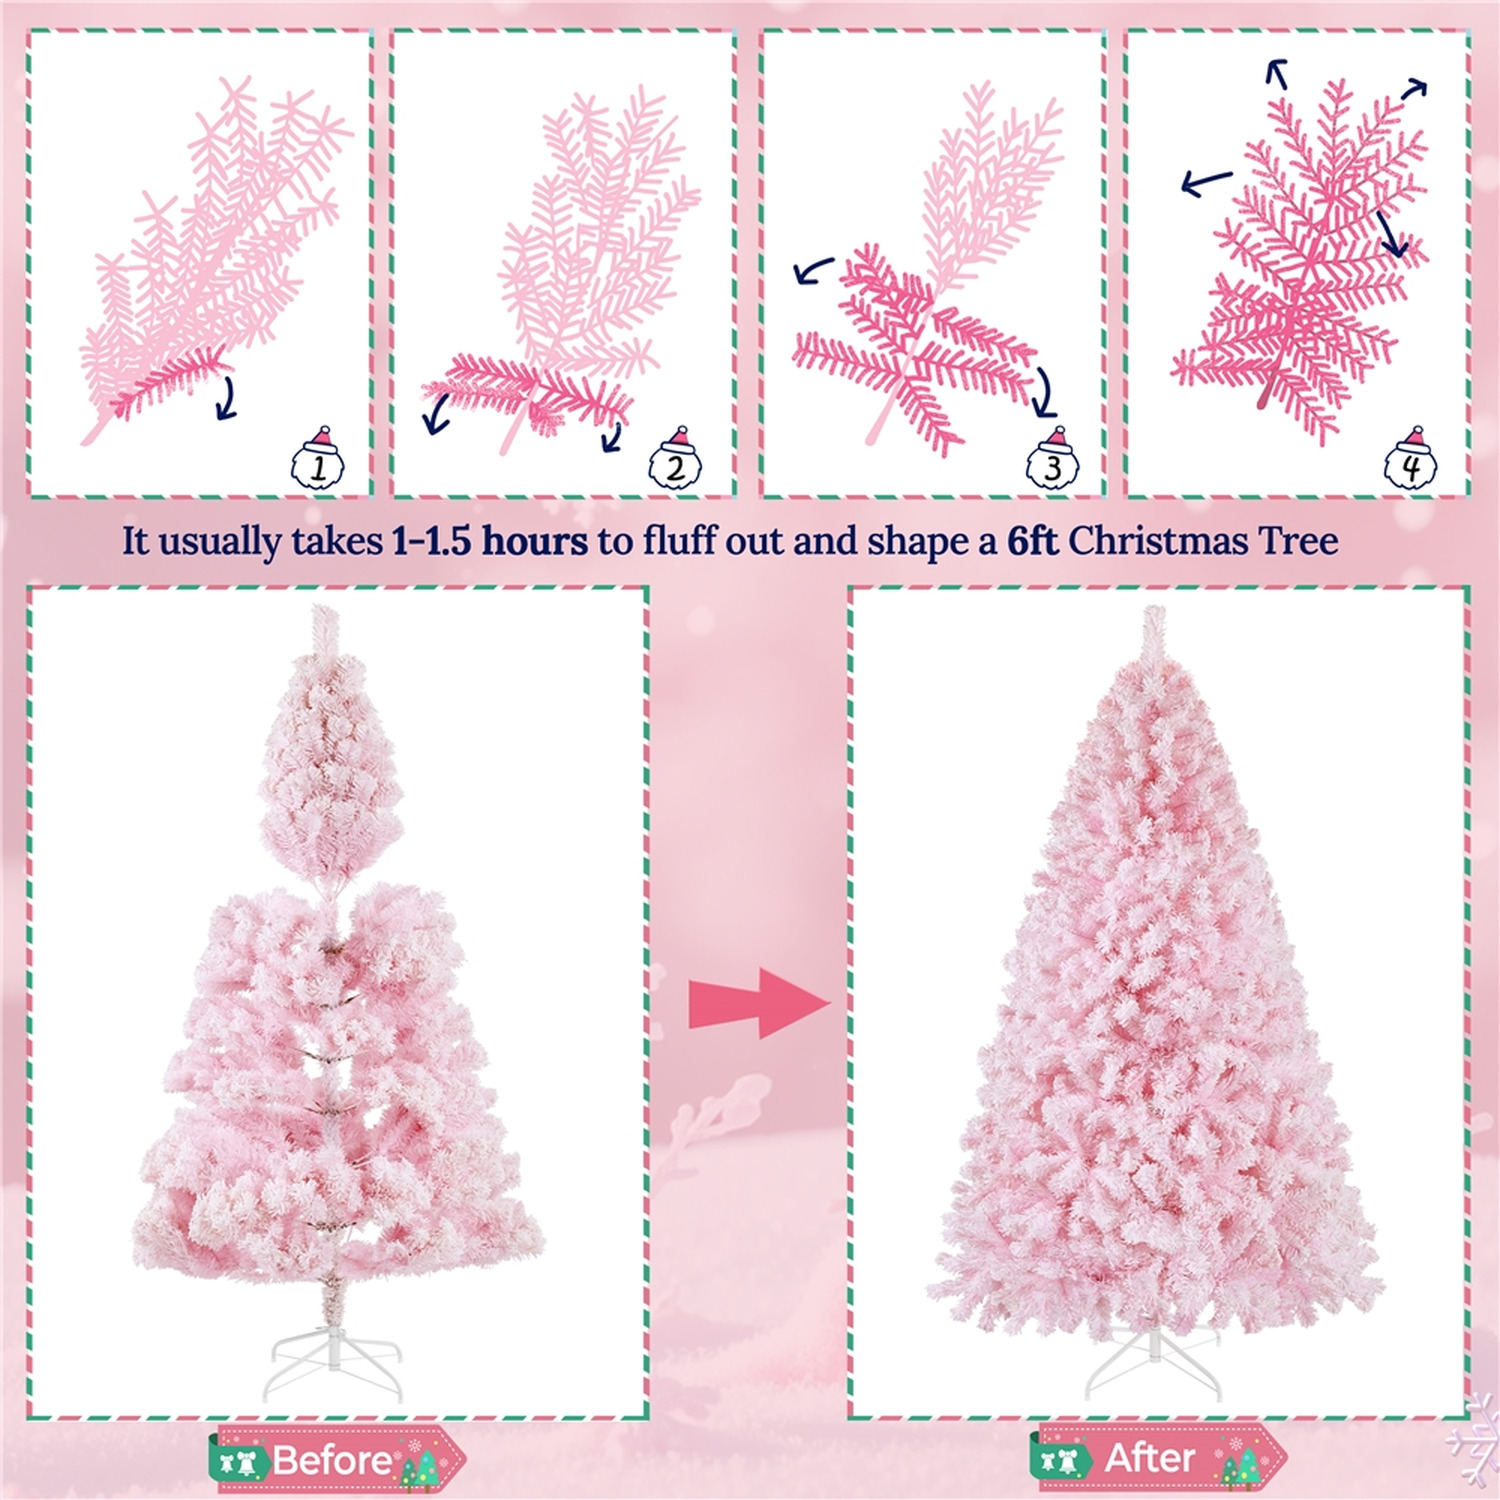 1
2
3
4
It usually takes 1-1.5 hours to fluff out and shape a 6ft Christmas Tree
Before
After